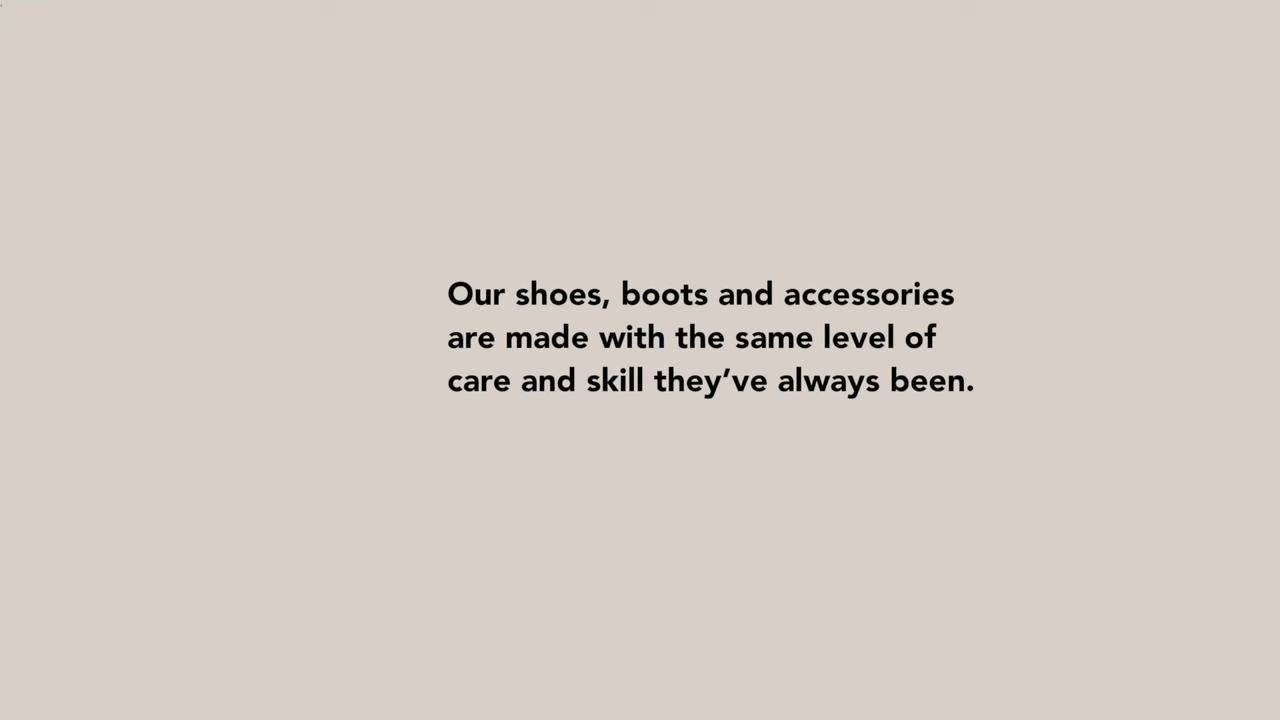 Our shoes, boots and accessories
are made with the same level of
care and skill they’ve always been.